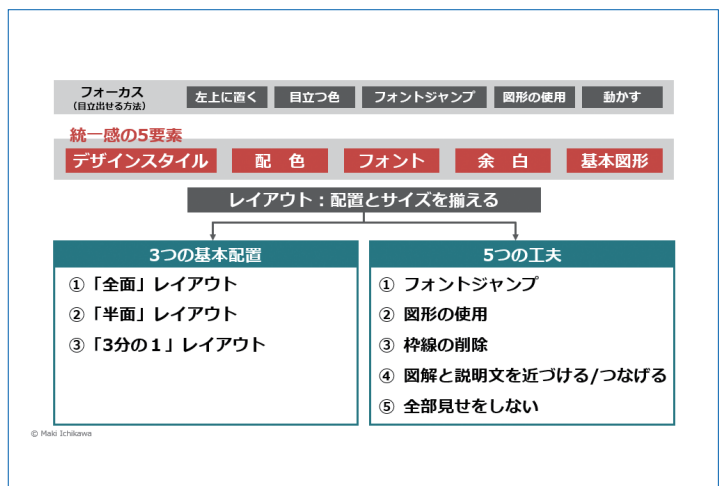 フォーカス
(目立出せる方法)
左上に置く 目立つ色 フォントジャンプ 図形の使用 動かす
統一感の5要素
デザインスタイル 配 色 フォント 余 白 基本図形
レイアウト：配置とサイズを揃える
3つの基本配置
①「全面」レイアウト
②「半面」レイアウト
③「3分の１」レイアウト
5つの工夫
① フォントジャンプ
② 図形の使用
③ 枠線の削除
④ 図解と説明文を近づける/つなげる
⑤ 全部見せをしない
© Maki Ichikawa